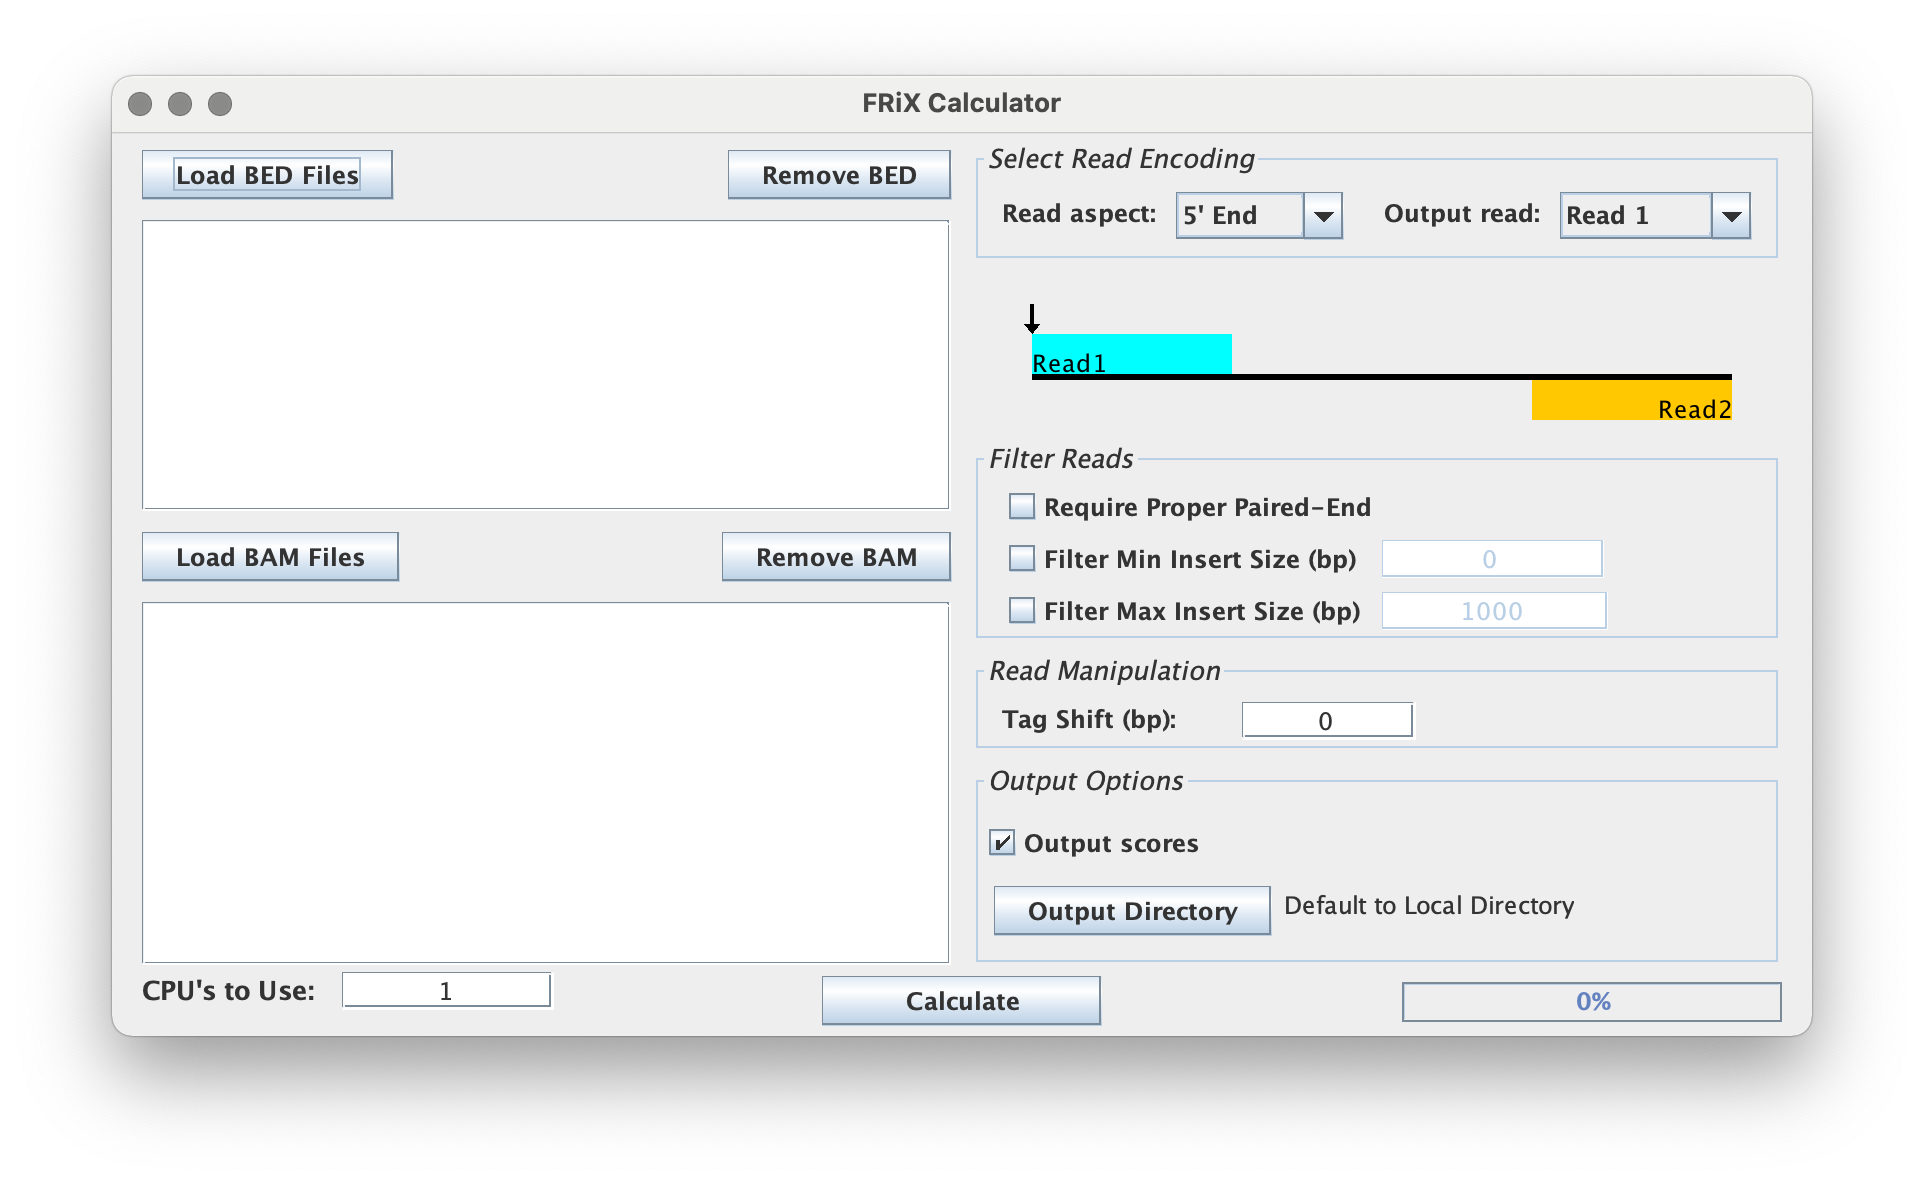 FRiX Calculator
Load BED Files
Remove BED
Load BAM Files
Remove BAM
CPU's to Use: 1
Select Read Encoding
Read aspect: 5' End Output read: Read 1
Read1
Read2
Filter Reads
Require Proper Paired-End
Filter Min Insert Size (bp) 0
Filter Max Insert Size (bp) 1000
Read Manipulation
Tag Shift (bp): 0
Output Options
Output scores
Output Directory Default to Local Directory
Calculate
0%